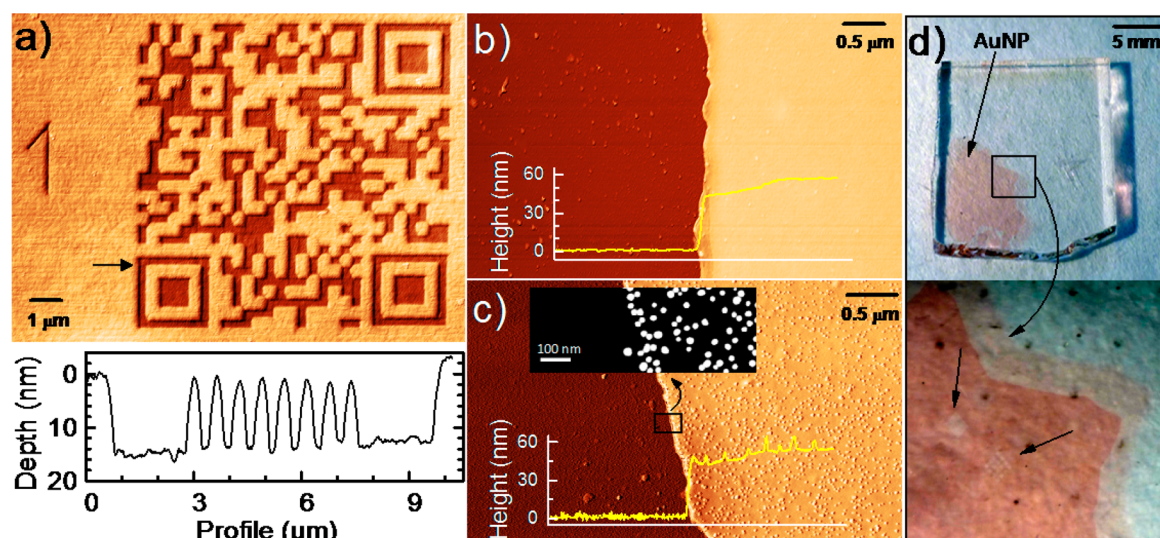 a)
1
1 μm
Depth (nm)
0
10
20
0
3
6
9
Profile (μm)
b)
0.5 μm
Height (nm)
60
30
0
c)
0.5 μm
100 nm
Height (nm)
60
30
0
d)
5 mm
AuNP